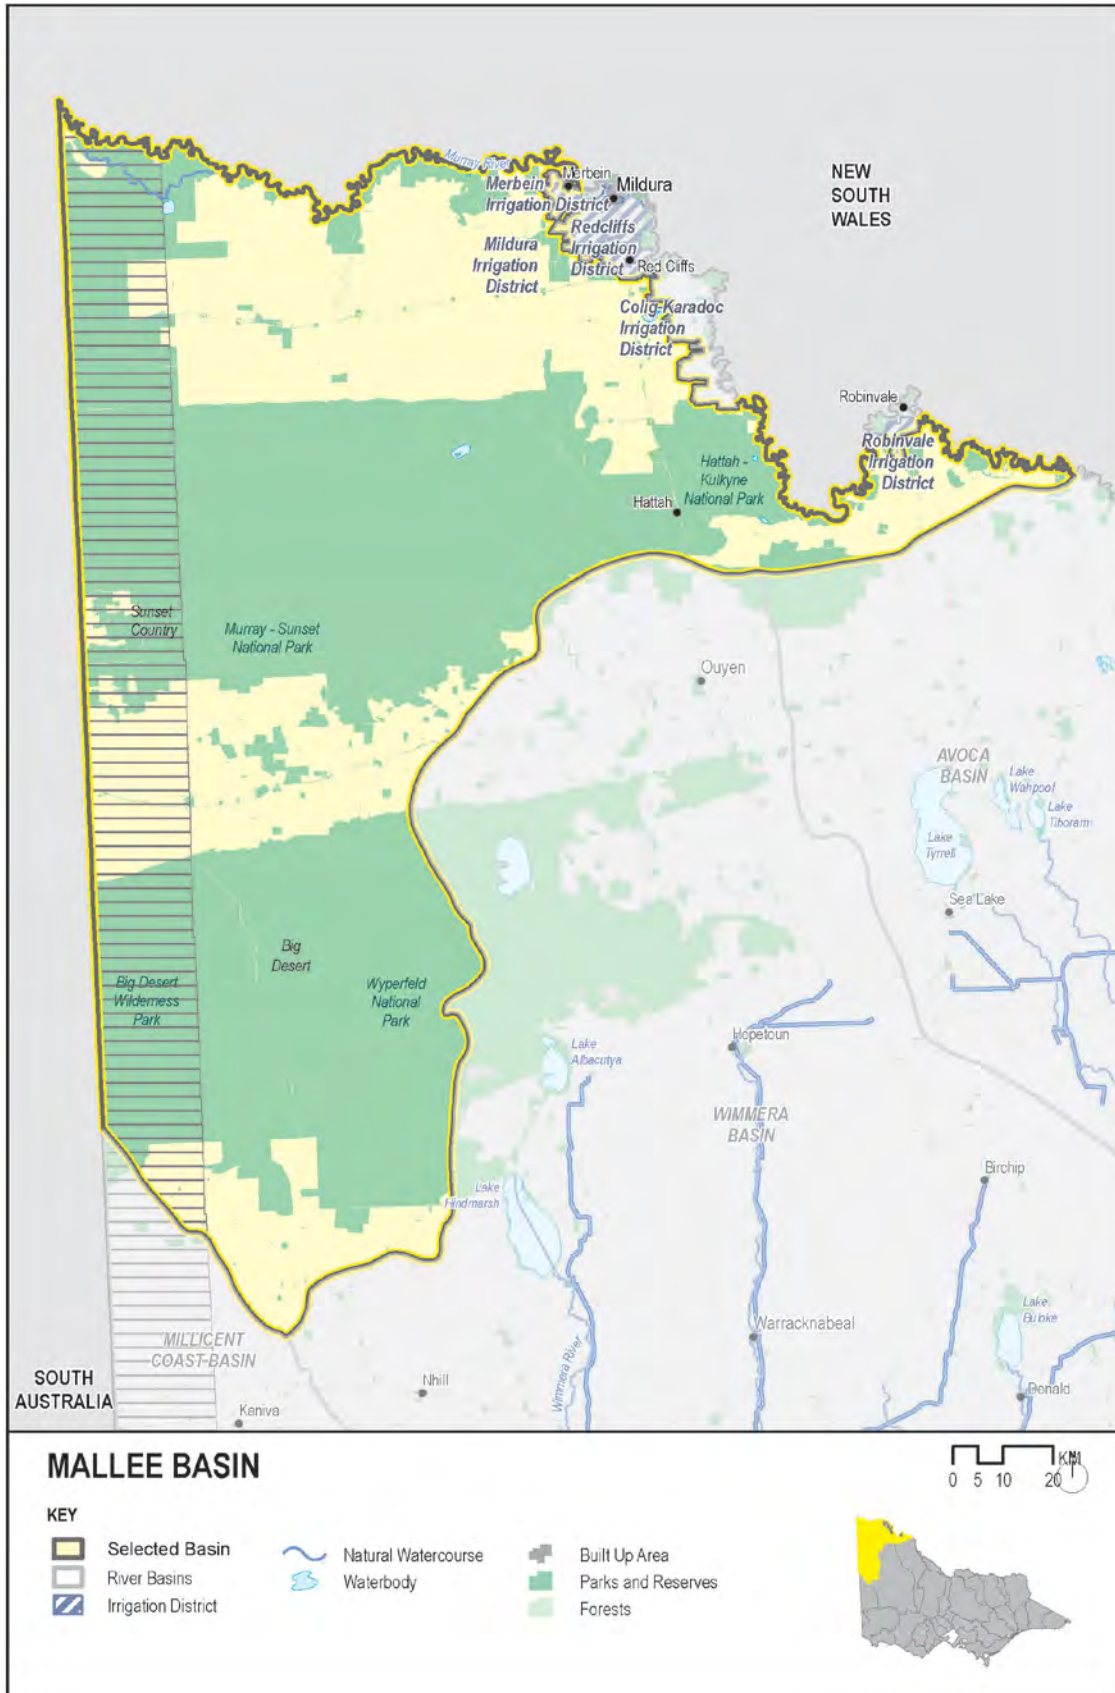 Murray River
Merbein
Mildura
Merbein
Irrigation District
Redcliffs
Irrigation
District
Mildura
Irrigation
District
Red Cliffs
Colig-Karadoc
Irrigation
District
NEW
SOUTH
WALES
Robinvale
Robinvale
Irrigation
District
Hattah -
Kulkyne
National Park
Hattah
Sunset
Country
Murray - Sunset
National Park
Ouyen
AVOCA
BASIN
Lake
Wahpool
Lake
Tiboram
Lake
Tyrrell
Sea Lake
Big
Desert
Big Desert
Wilderness
Park
Wyperfeld
National
Park
Hopetoun
Lake
Albacutya
WIMMERA
BASIN
Birchip
Lake
Hindmarsh
Lake
Buloke
Warracknabeal
MILLICENT
COAST BASIN
Wimmera River
SOUTH
AUSTRALIA
Nhill
Donald
Kaniva
MALLEE BASIN
KM
N
0 5 10 20
KEY
Selected Basin
River Basins
Irrigation District
Natural Watercourse
Waterbody
Built Up Area
Parks and Reserves
Forests